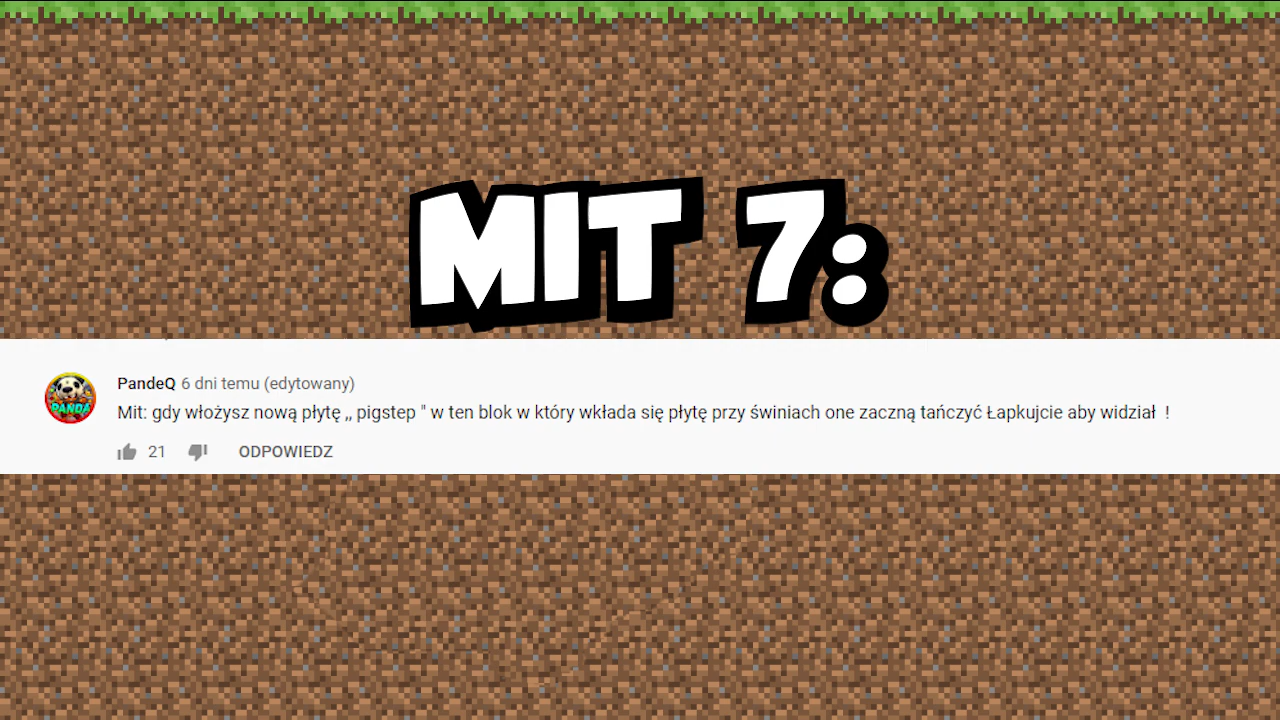 MIT 7:
PandeQ 6 dni temu (edytowany)
Mit: gdy włożysz nową płytę ,, pigstep " w ten blok w który wkłada się płytę przy świniach one zaczną tańczyć Łapkujcie aby widział !
PANDA
21 ODPOWIEDZ